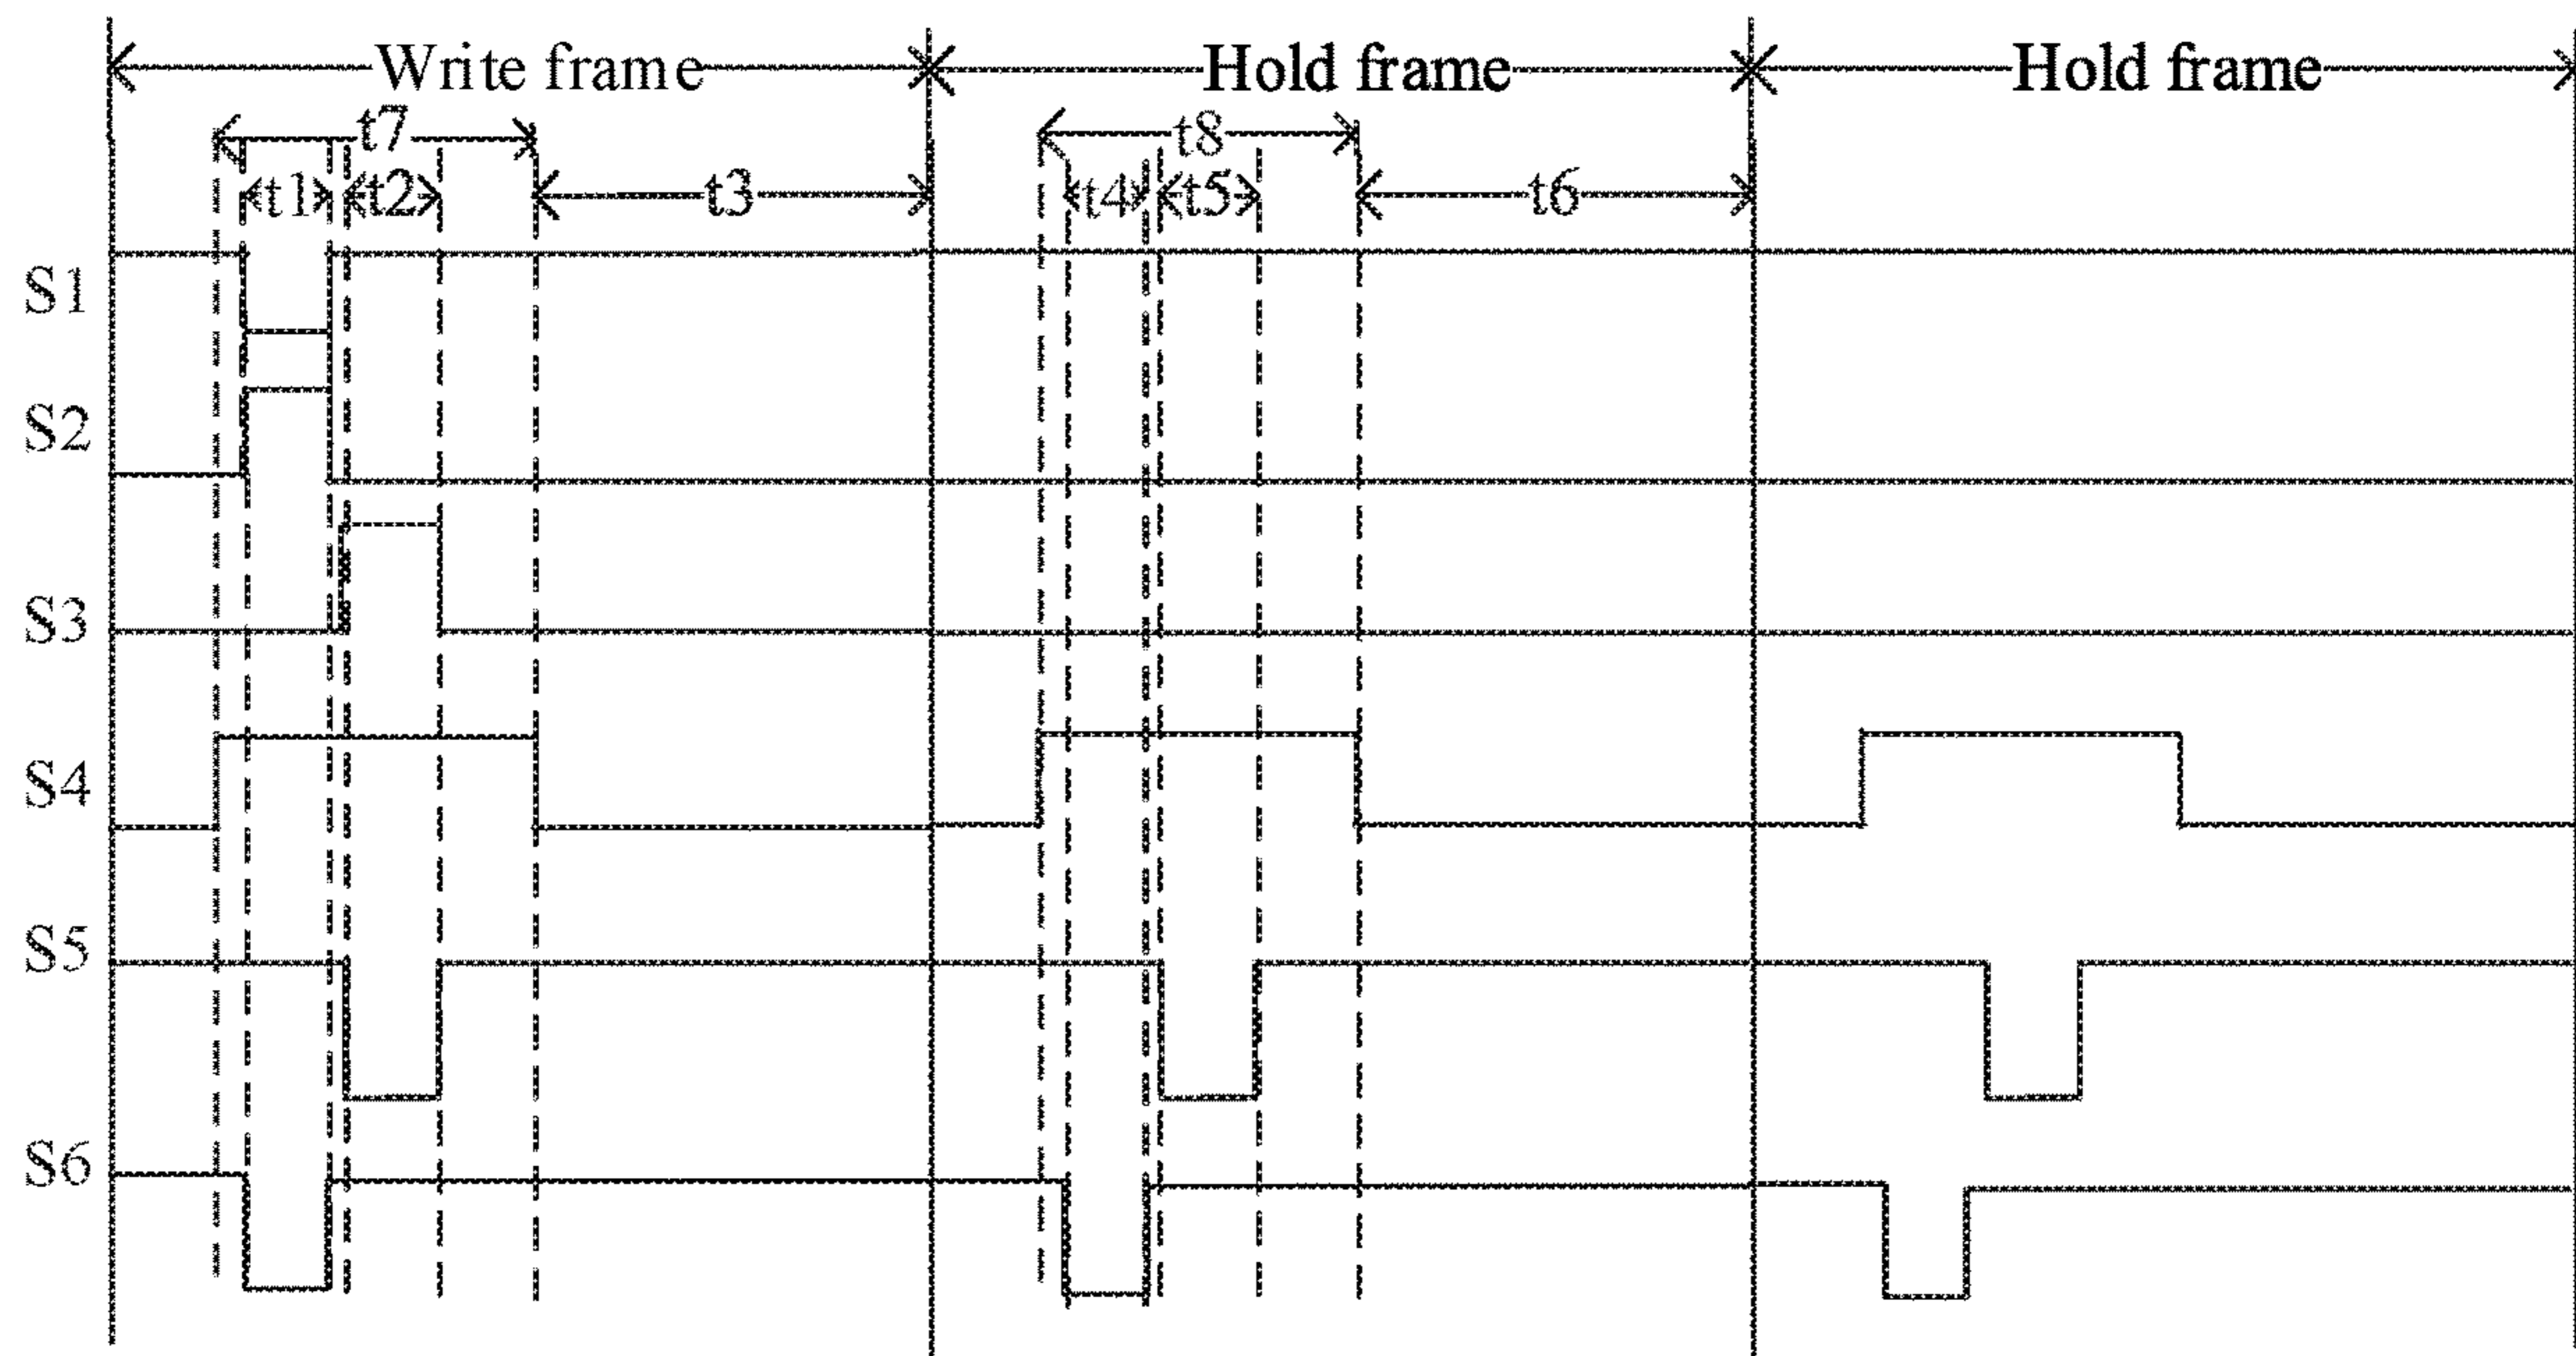 Write frame Hold frame Hold frame
t7 t8
t1 t2 t3 t4 t5 t6
S1
S2
S3
S4
S5
S6